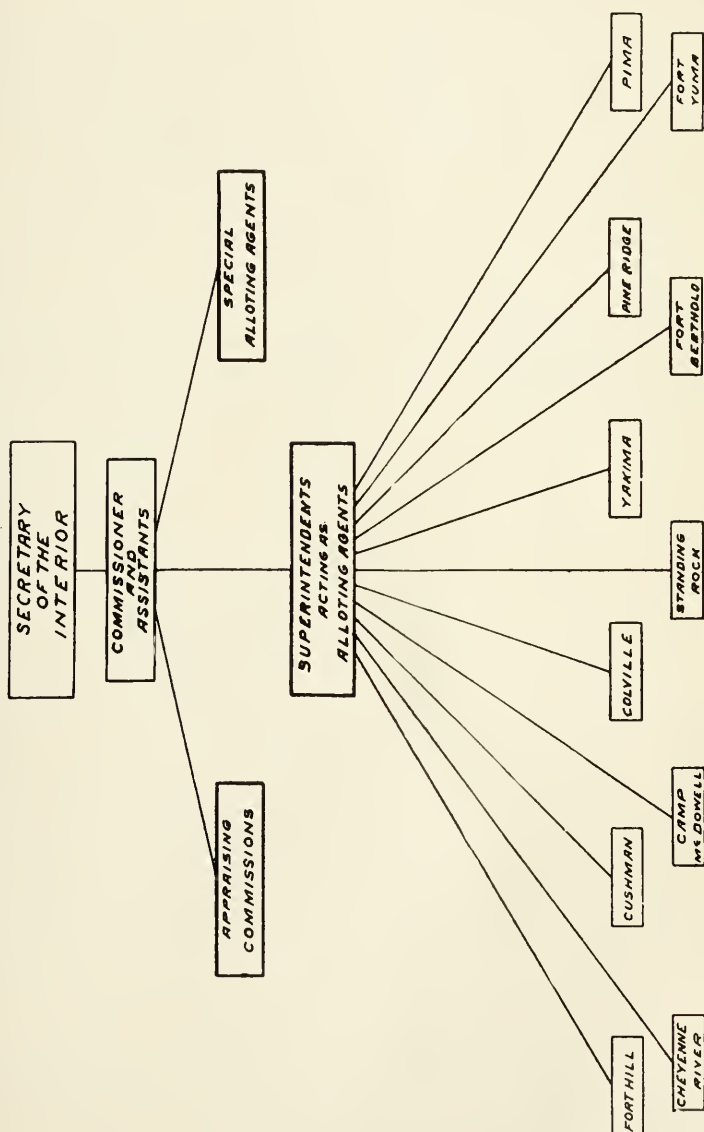 SECRETARY
OF THE
INTERIOR
COMMISSIONER
AND
ASSISTANTS
APPRAISING
COMMISSIONS
SPECIAL
ALLOTING AGENTS
SUPERINTENDENTS
ACTING AS
ALLOTING AGENTS
FORT HILL
CUSHMAN
COLVILLE
YAKIMA
PINE RIDGE
PIMA
CHEYENNE
RIVER
CAMP
McDOWELL
STANDING
ROCK
FORT
BERTHOLD
FORT
YUMA